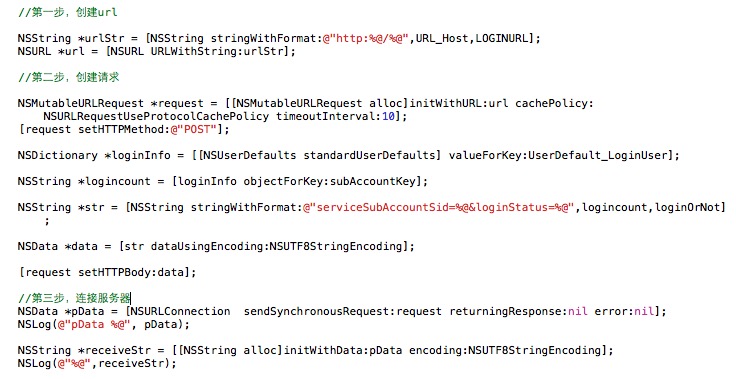 //第一步，创建url
NSString *urlStr = [NSString stringWithFormat:@"http:%@/%@",URL_Host,LOGINURL];
NSURL *url = [NSURL URLWithString:urlStr];
//第二步，创建请求
NSMutableURLRequest *request = [[NSMutableURLRequest alloc]initWithURL:url cachePolicy:
NSURLRequestUseProtocolCachePolicy timeoutInterval:10];
[request setHTTPMethod:@"POST"];
NSDictionary *loginInfo = [[NSUserDefaults standardUserDefaults] valueForKey:UserDefault_LoginUser];
NSString *logincount = [loginInfo objectForKey:subAccountKey];
NSString *str = [NSString stringWithFormat:@"serviceSubAccountSid=%@&loginStatus=%@",logincount,loginOrNot]
;
NSData *data = [str dataUsingEncoding:NSUTF8StringEncoding];
[request setHTTPBody:data];
//第三步，连接服务器
NSData *pData = [NSURLConnection  sendSynchronousRequest:request returningResponse:nil error:nil];
NSLog(@"pData %@", pData);
NSString *receiveStr = [[NSString alloc]initWithData:pData encoding:NSUTF8StringEncoding];
NSLog(@"%@",receiveStr);